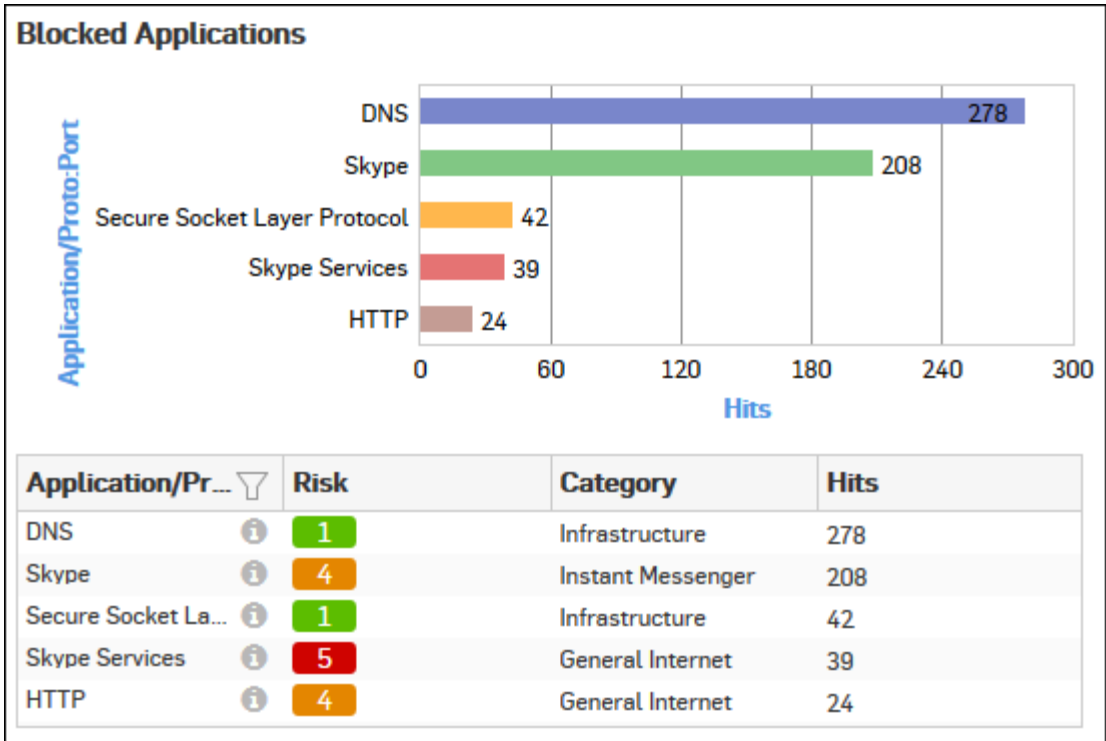 Blocked Applications
Application/Proto:Port
DNS 278
Skype 208
Secure Socket Layer Protocol 42
Skype Services 39
HTTP 24
0 60 120 180 240 300
Hits
Application/Pr... Risk Category Hits
DNS i 1 Infrastructure 278
Skype i 4 Instant Messenger 208
Secure Socket La... i 1 Infrastructure 42
Skype Services i 5 General Internet 39
HTTP i 4 General Internet 24